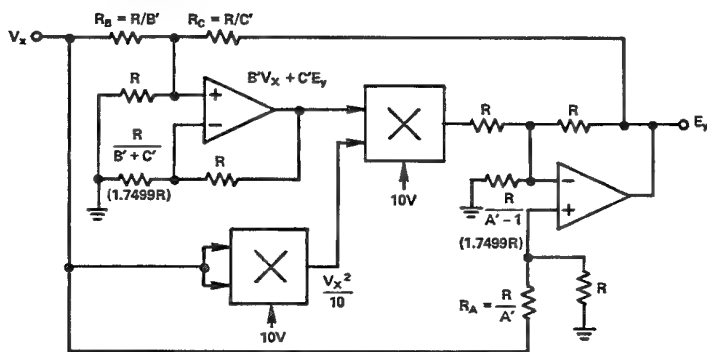 Vx
RB = R/B'
RC = R/C'
R
B'Vx + C'Ey
+
−
R
B' + C'
(1.7499R)
R
10V
R
R
Ey
R
A' − 1
(1.7499R)
−
+
Vx²
10
10V
RA = R
A'
R